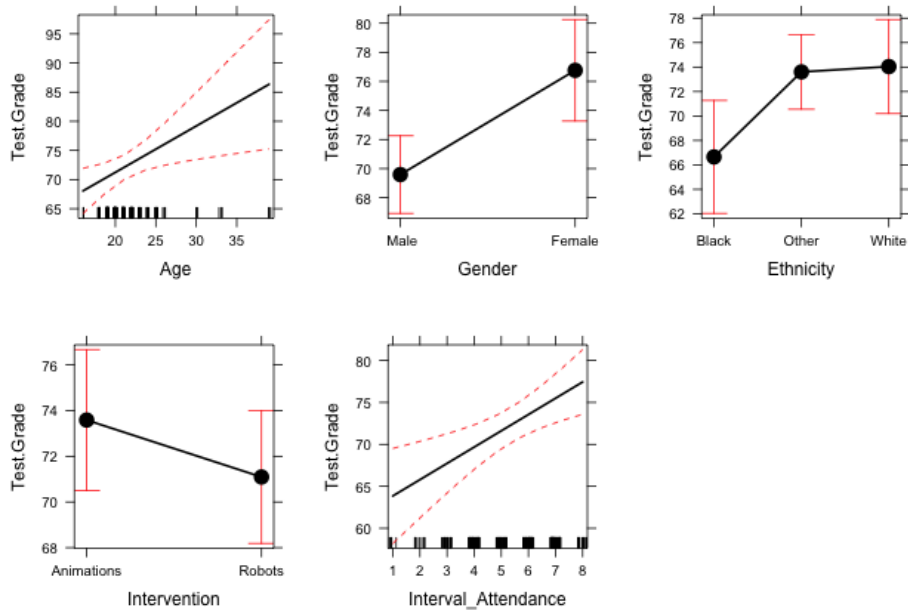 95
90
85
80
75
70
65
Test.Grade
20
25
30
35
Age
80
78
76
74
72
70
68
Test.Grade
Male
Female
Gender
78
76
74
72
70
68
66
64
62
Test.Grade
Black
Other
White
Ethnicity
76
74
72
70
68
Test.Grade
Animations
Robots
Intervention
80
75
70
65
60
Test.Grade
1 2 3 4 5 6 7 8
Interval_Attendance